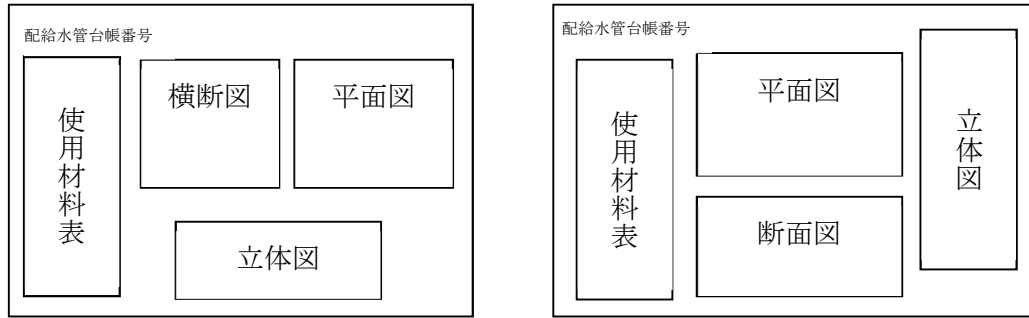 配給水管台帳番号
使用材料表
横断図
平面図
立体図
配給水管台帳番号
使用材料表
平面図
断面図
立体図